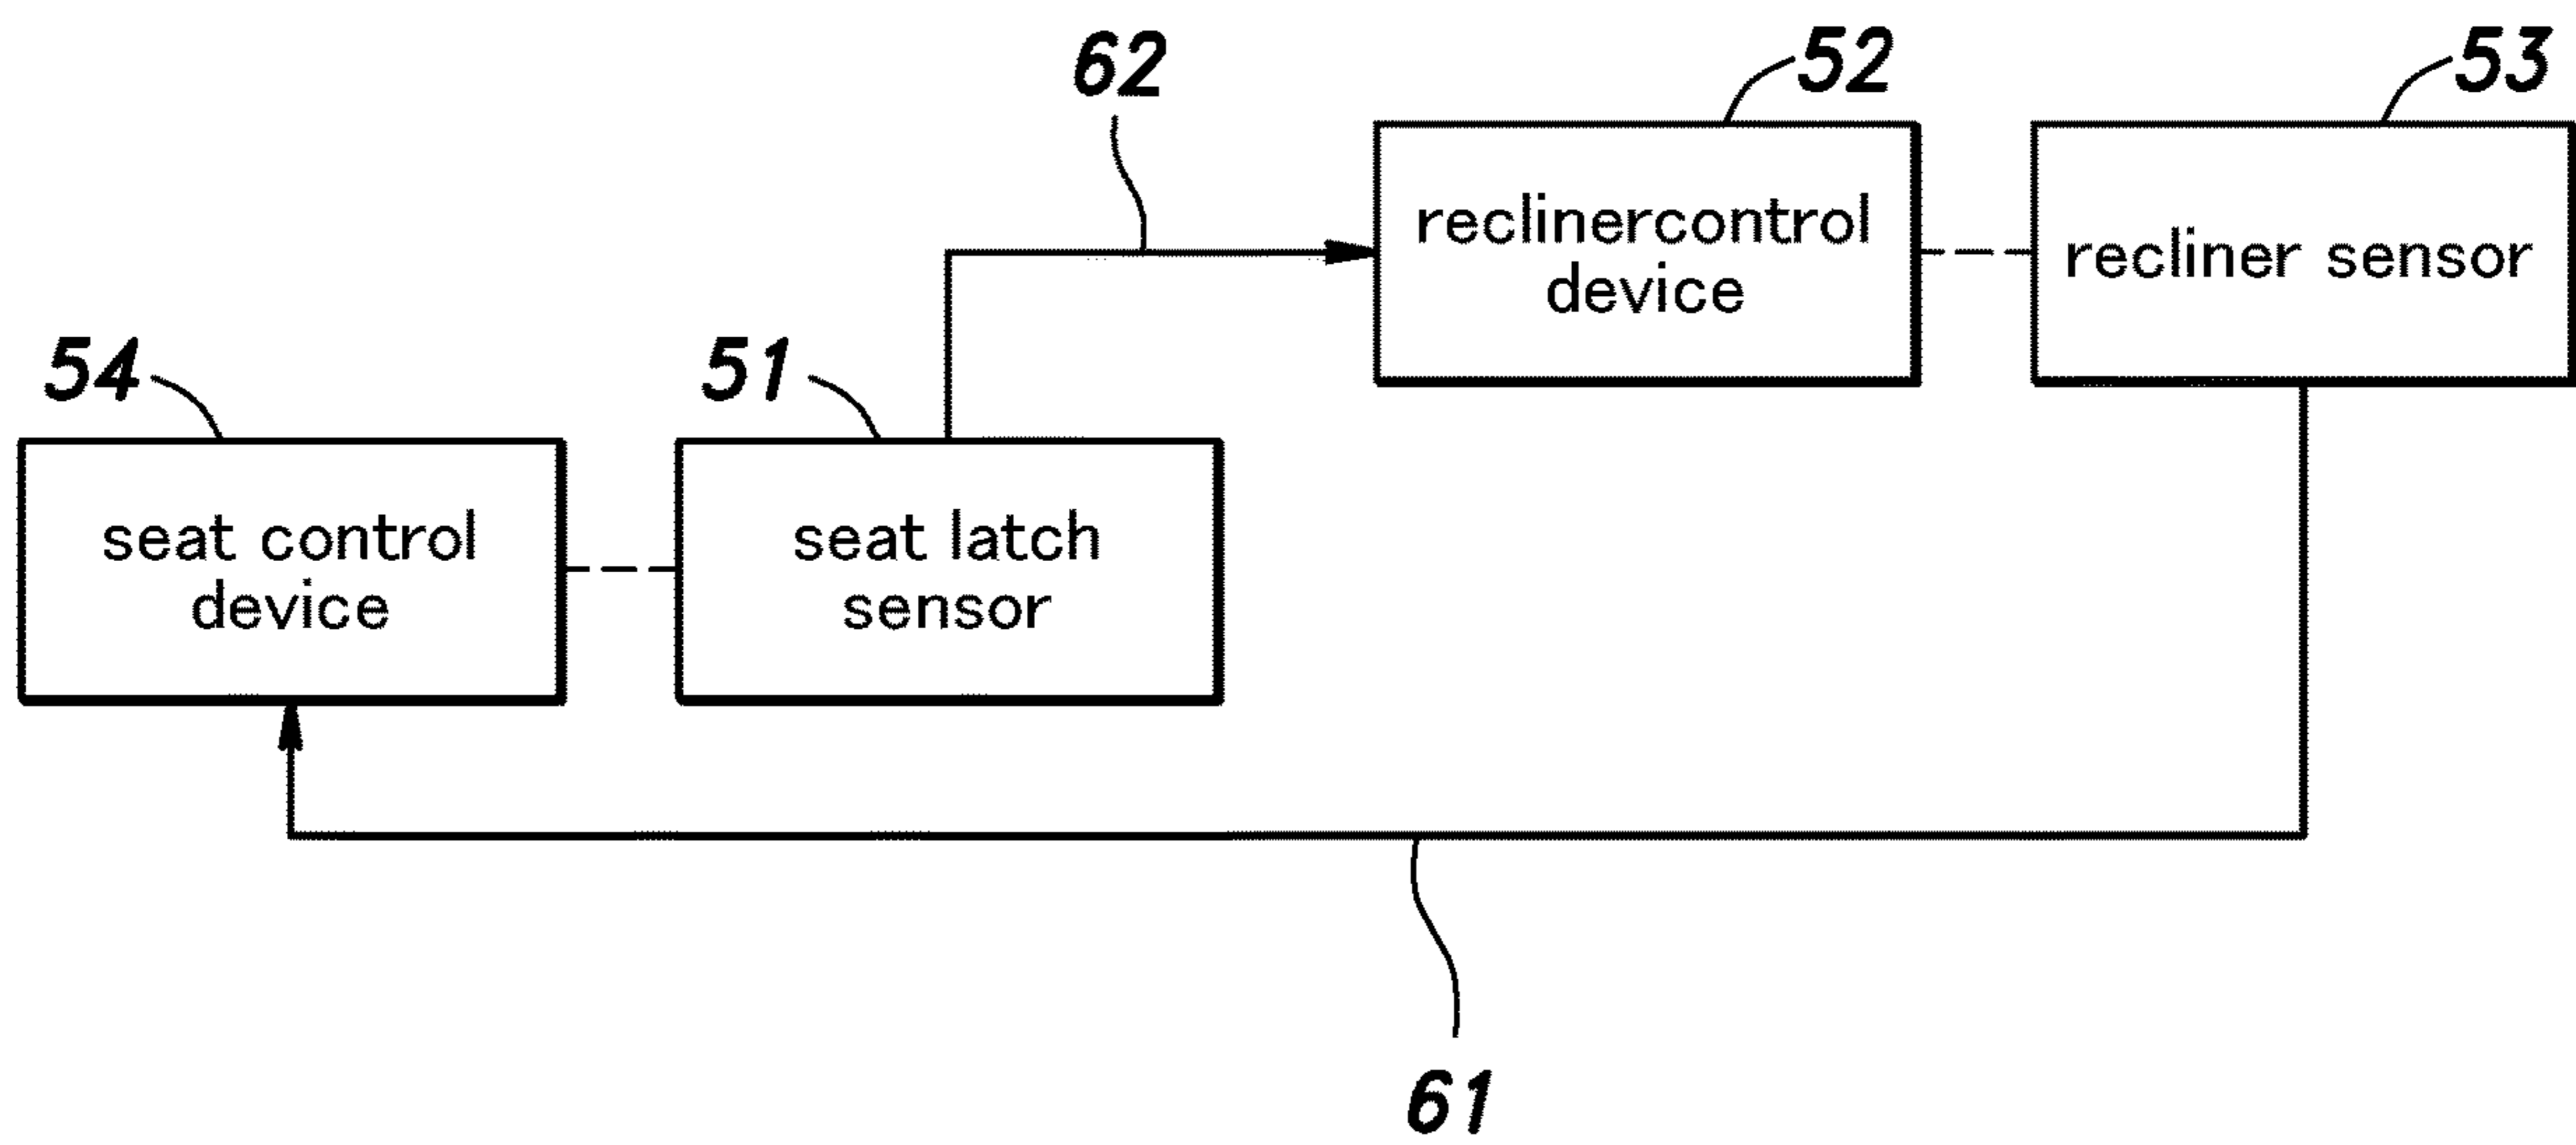 62
52
53
reclinercontrol
device
recliner sensor
54
51
seat control
device
seat latch
sensor
61